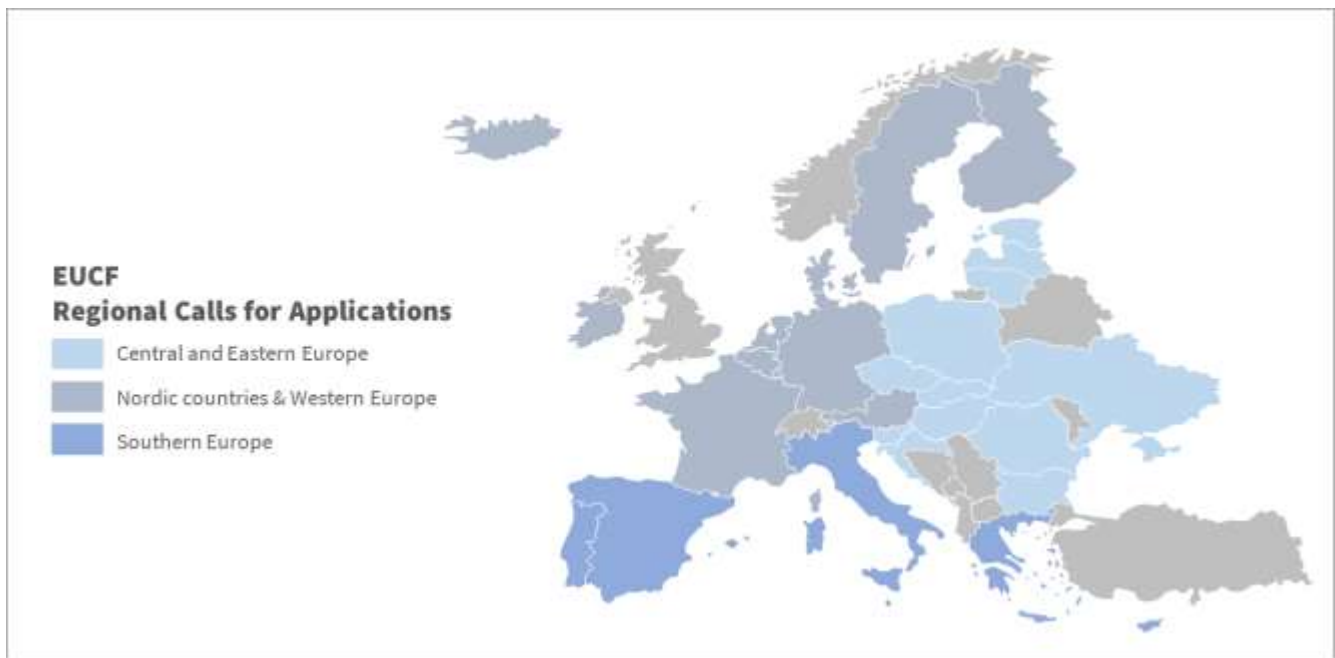 EUCF
Regional Calls for Applications
Central and Eastern Europe
Nordic countries & Western Europe
Southern Europe